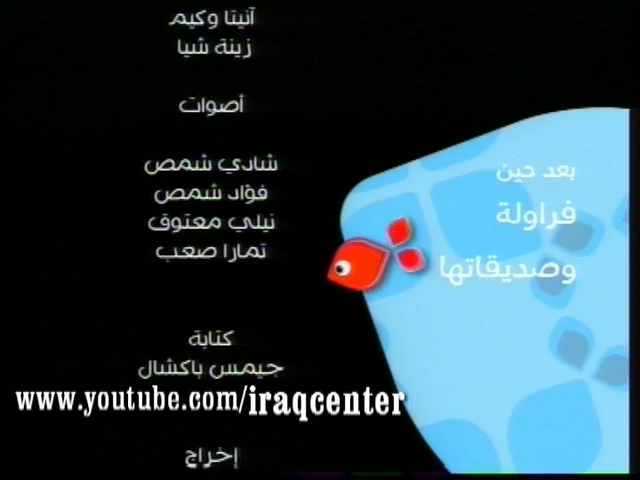 آنيتا وكيم
زينة شيا
أصوات
شادي شمص
فؤاد شمص
نيلي معتوق
تمارا صعب
كتابة
جيمس باكشال
إخراج
بعد حين
فراولة
وصديقاتها
www.youtube.com/iraqcenter